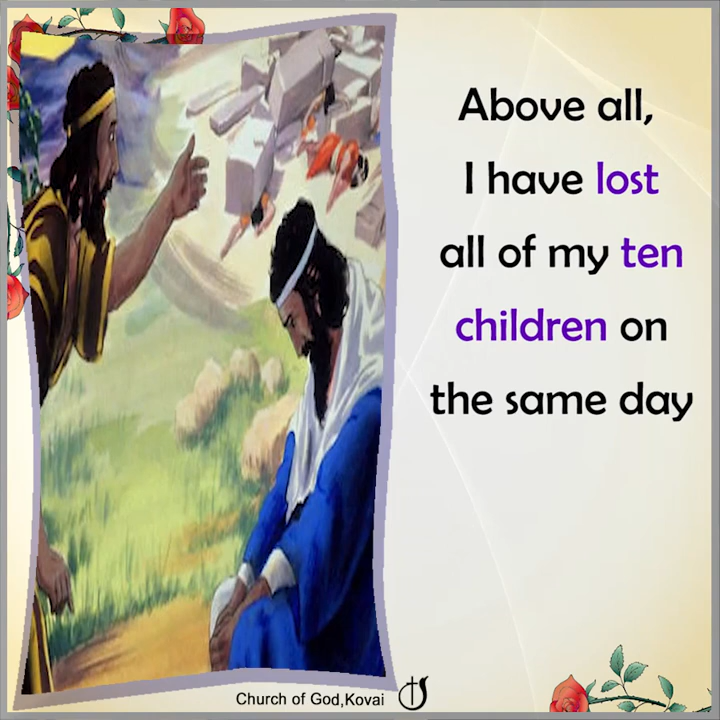 Above all,
I have lost
all of my ten
children on
the same day
Church of God,Kovai